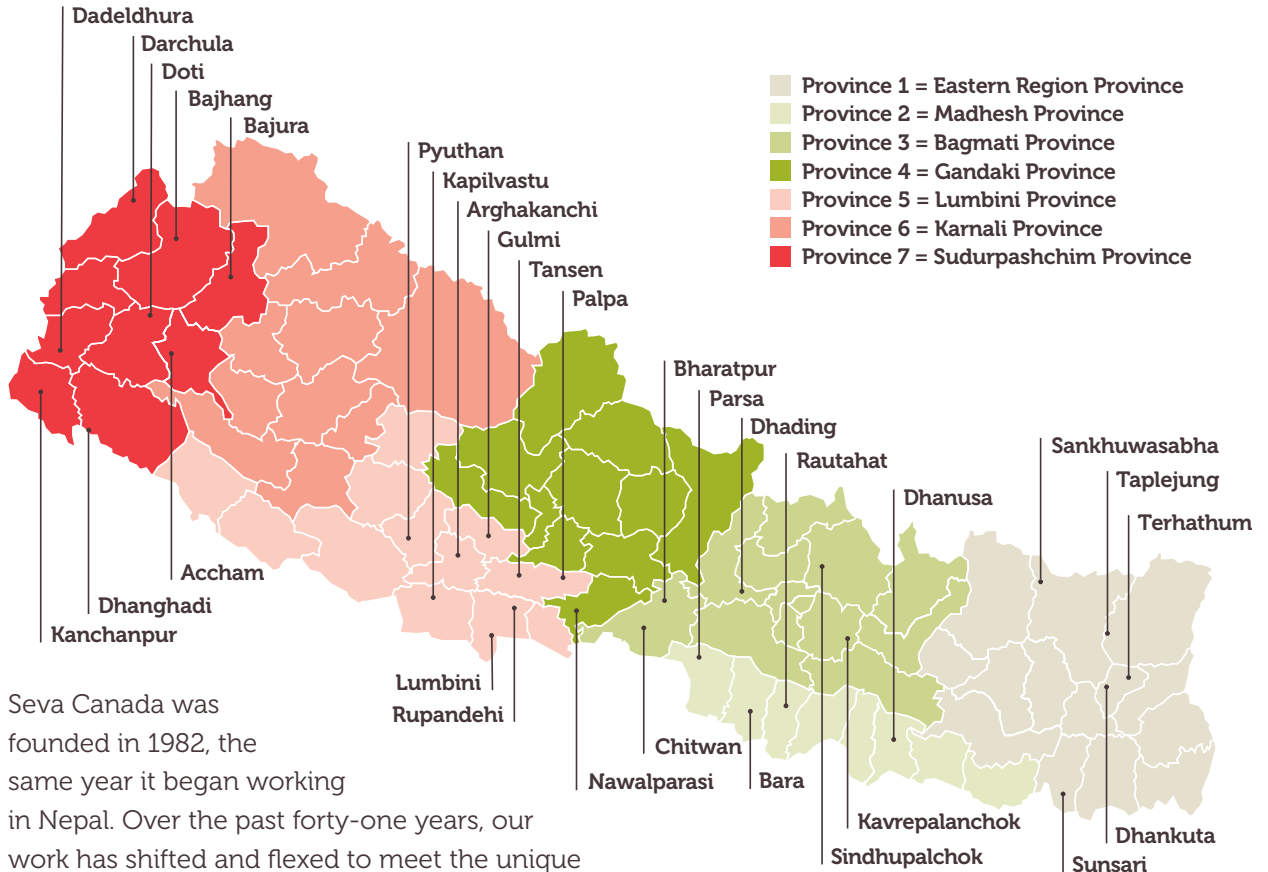 Dadeldhura
Darchula
Doti
Bajhang
Bajura
Pyuthan
Kapilvastu
Arghakanchi
Gulmi
Tansen
Palpa
Province 1 = Eastern Region Province
Province 2 = Madhesh Province
Province 3 = Bagmati Province
Province 4 = Gandaki Province
Province 5 = Lumbini Province
Province 6 = Karnali Province
Province 7 = Sudurpashchim Province
Bharatpur
Parsa
Dhading
Rautahat
Dhanusa
Sankhuwasabha
Taplejung
Terhathum
Accham
Dhanghadi
Kanchanpur
Lumbini
Rupandehi
Chitwan
Nawalparasi
Bara
Kavrepalanchok
Sindhupalchok
Dhankuta
Sunsari
Seva Canada was
founded in 1982, the
same year it began working
in Nepal. Over the past forty-one years, our
work has shifted and flexed to meet the unique